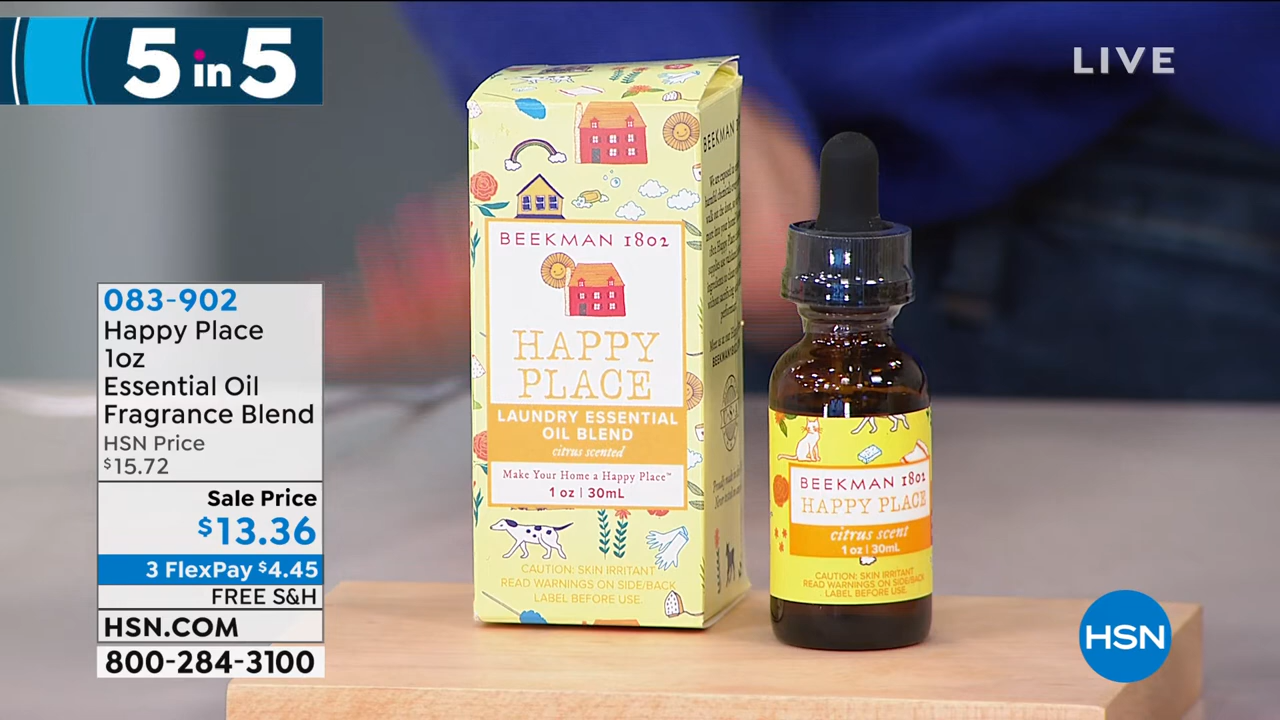 5 in 5
LIVE
083-902
Happy Place
1oz
Essential Oil
Fragrance Blend
HSN Price
$15.72
Sale Price
$13.36
3 FlexPay $4.45
FREE S&H
HSN.COM
800-284-3100
BEEKMAN 1802
HAPPY
PLACE
LAUNDRY ESSENTIAL
OIL BLEND
citrus scented
Make Your Home a Happy Place™
1 oz | 30mL
CAUTION: SKIN IRRITANT
READ WARNINGS ON SIDE/BACK
LABEL BEFORE USE.
BEEKMAN
BEEKMAN 1802
HAPPY PLACE
citrus scent
1 oz | 30mL
CAUTION: SKIN IRRITANT
READ WARNINGS ON SIDE/BACK
LABEL BEFORE USE.
HSN